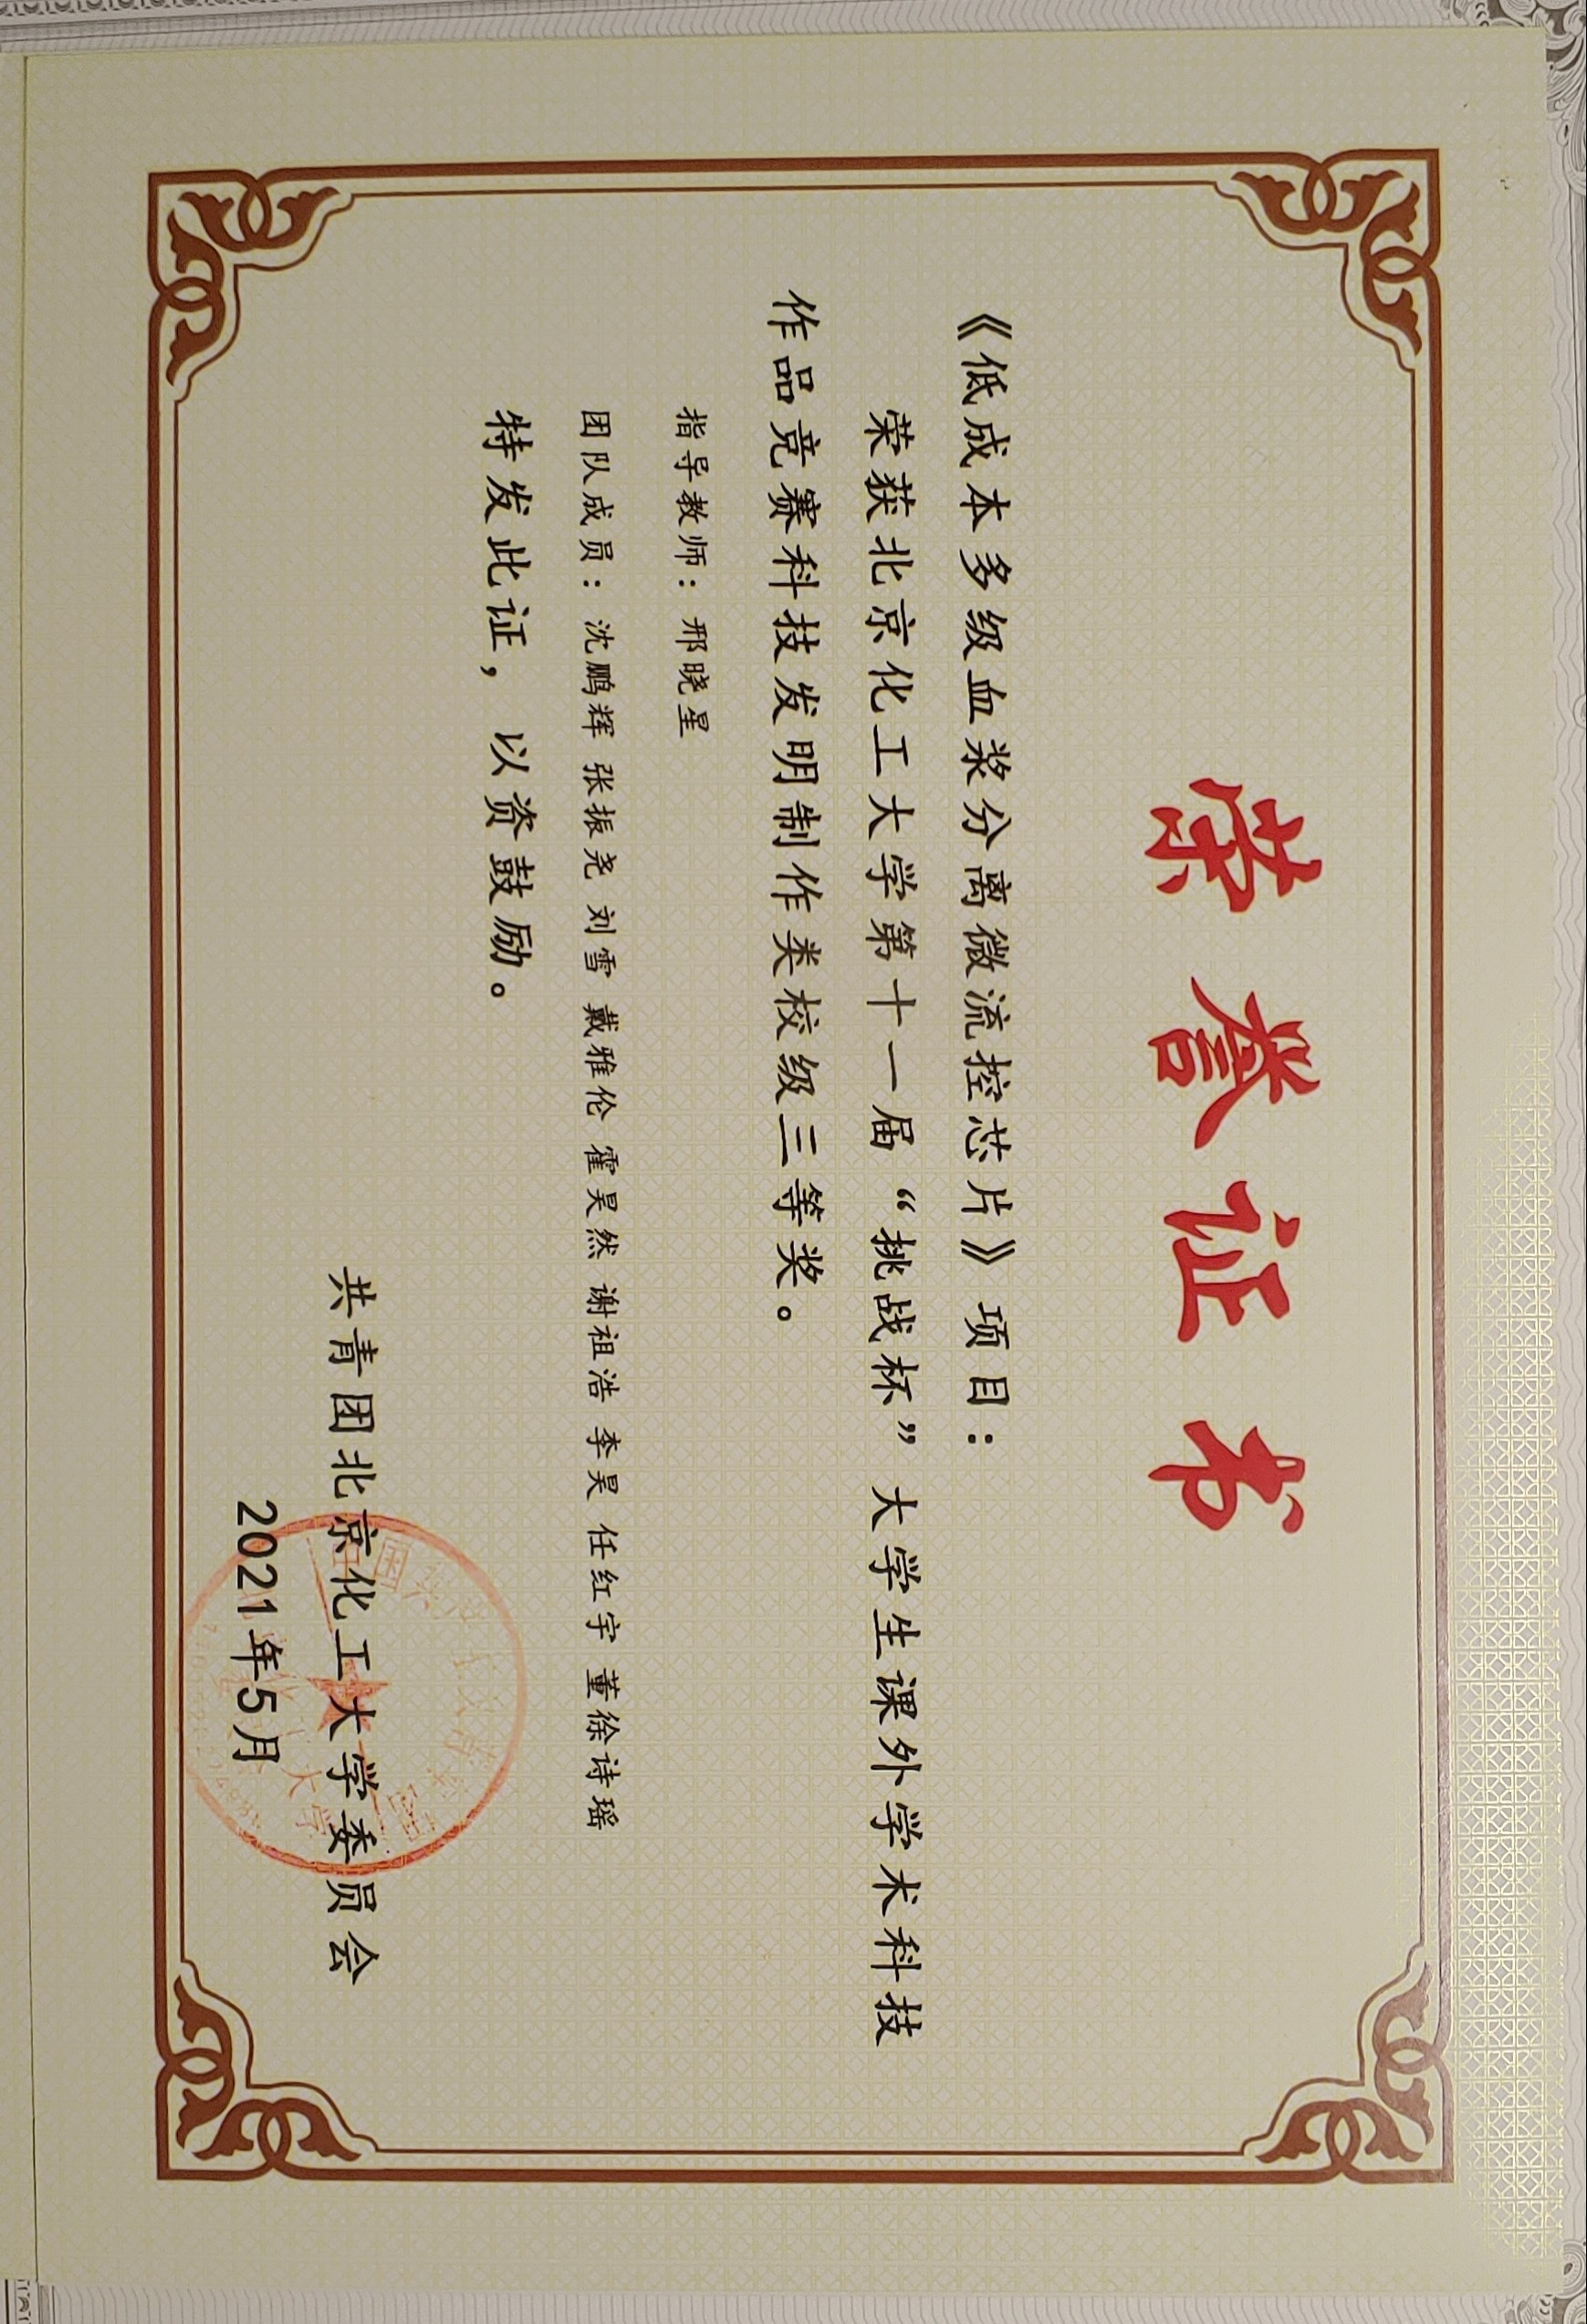 荣誉证书
《低成本多级血浆分离微流控芯片》项目：
荣获北京化工大学第十一届“挑战杯”大学生课外学术科技
作品竞赛科技发明制作类校级三等奖。
指导教师：邢晓星
团队成员：沈鹏辉 张振尧 刘雪 戴雅伦 霍昊然 谢祖浩 李昊 任红宇 董徐诗瑶
特发此证，以资鼓励。
共青团北京化工大学委员会
2021年5月